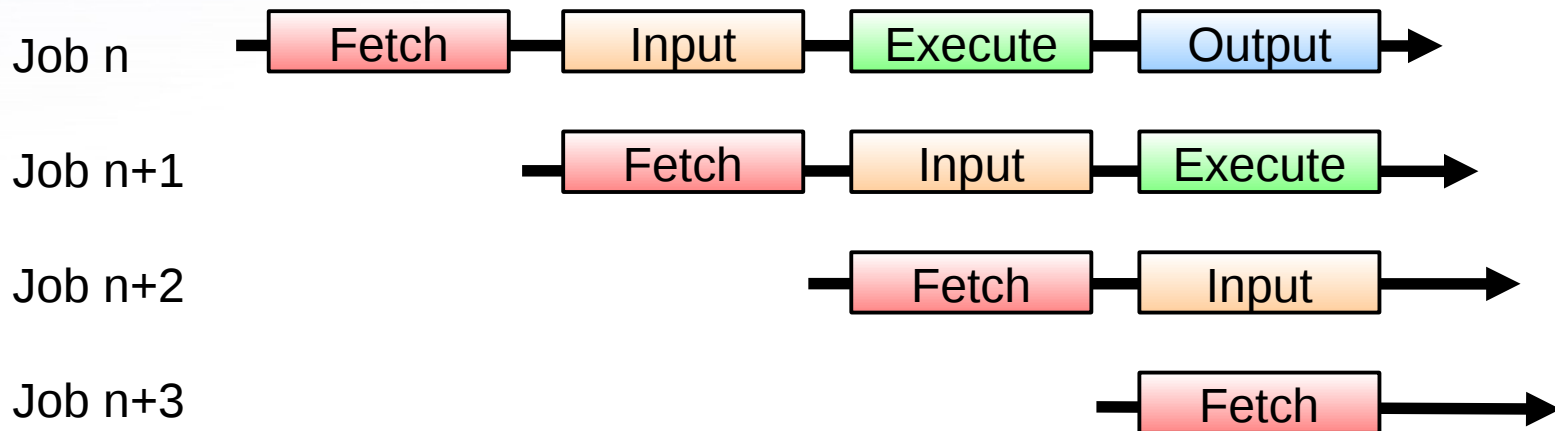 Job n Fetch Input Execute Output
Job n+1 Fetch Input Execute
Job n+2 Fetch Input
Job n+3 Fetch